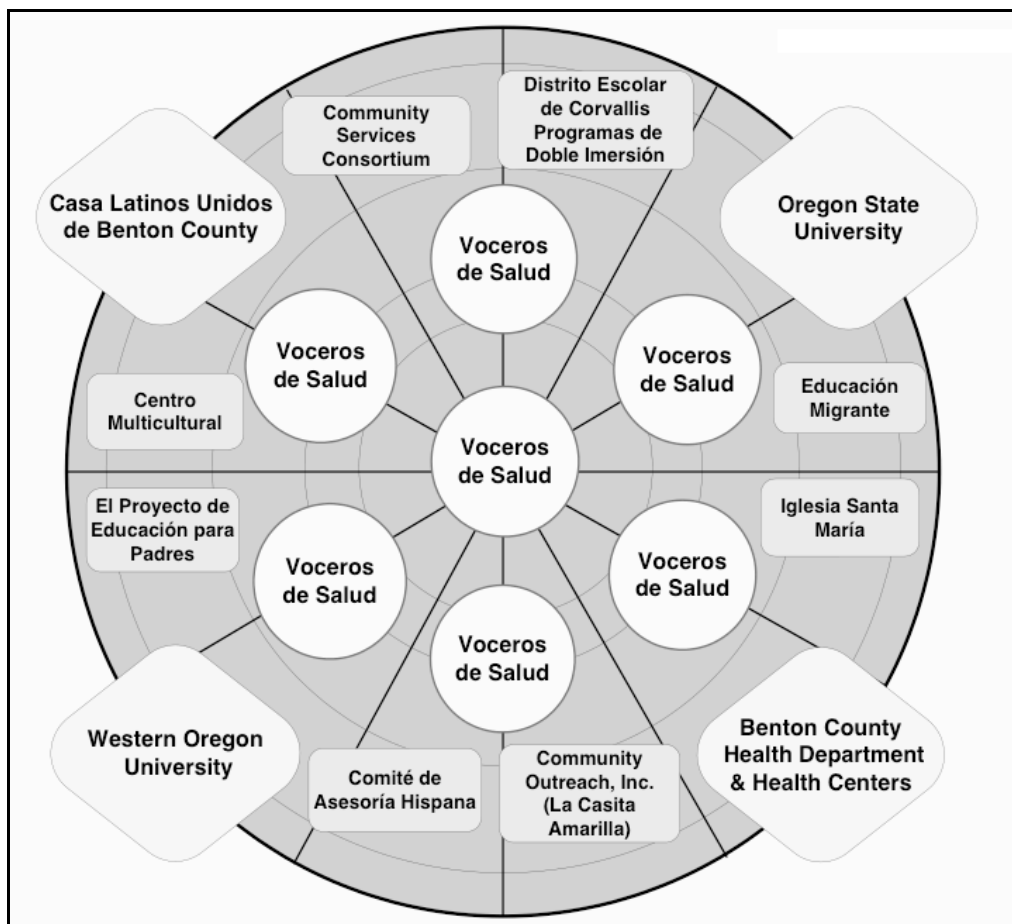 Community
Services
Consortium
Distrito Escolar
de Corvallis
Programas de
Doble Imersión
Casa Latinos Unidos
de Benton County
Oregon State
University
Voceros
de Salud
Voceros
de Salud
Voceros
de Salud
Centro
Multicultural
Educación
Migrante
Voceros
de Salud
El Proyecto de
Educación para
Padres
Iglesia Santa
María
Voceros
de Salud
Voceros
de Salud
Voceros
de Salud
Western Oregon
University
Benton County
Health Department
& Health Centers
Comité de
Asesoría Hispana
Community
Outreach, Inc.
(La Casita
Amarilla)